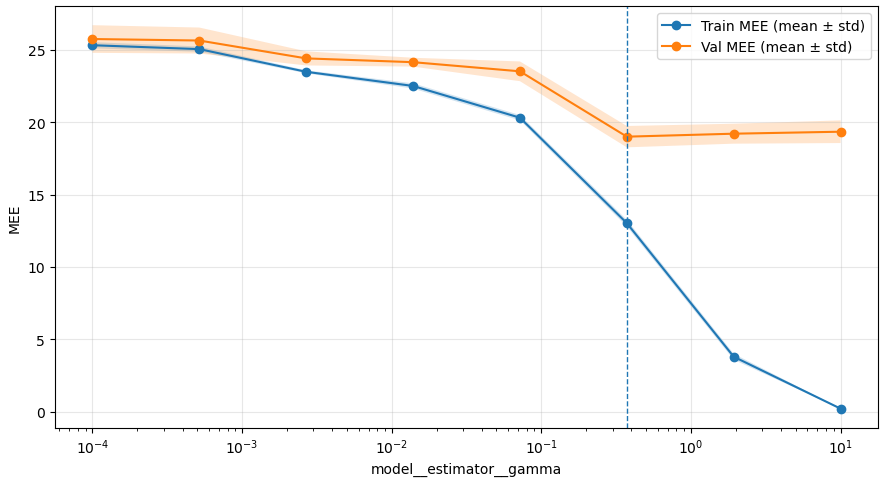 Train MEE (mean ± std)
Val MEE (mean ± std)
MEE
25
20
15
10
5
0
10⁻⁴ 10⁻³ 10⁻² 10⁻¹ 10⁰ 10¹
model__estimator__gamma